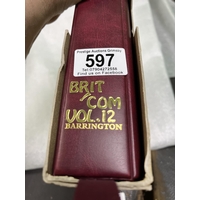 Prestige Auctions Grimsby
597
Tel:07904272556
Find us on Facebook
BRIT
COM
VOL.12
BARRINGTON